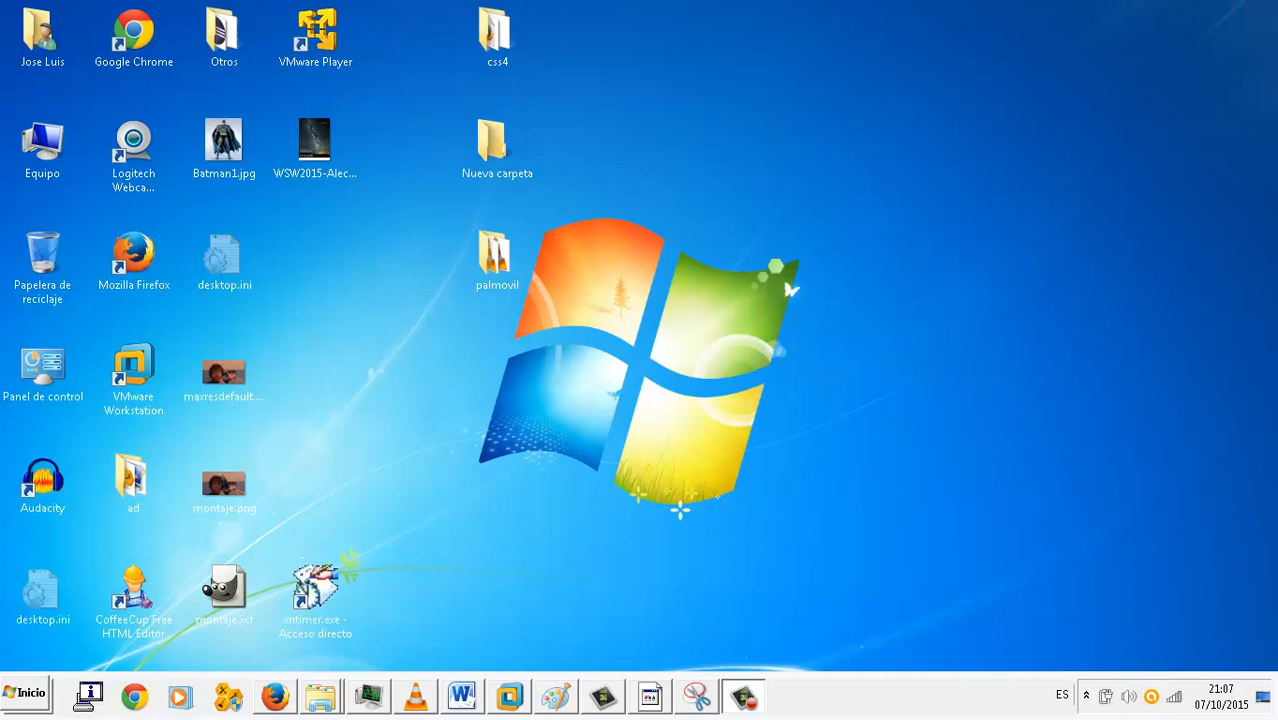 Jose Luis
Google Chrome
Otros
VMware Player
css4
Equipo
Logitech
Webca...
Batman1.jpg
WSW2015-Alec...
Nueva carpeta
Papelera de
reciclaje
Mozilla Firefox
desktop.ini
palmovil
Panel de control
VMware
Workstation
maxresdefault....
Audacity
ad
montaje.png
desktop.ini
CoffeeCup Free
HTML Editor
montaje.xcf
xntimer.exe -
Acceso directo
Inicio
ES
21:07
07/10/2015